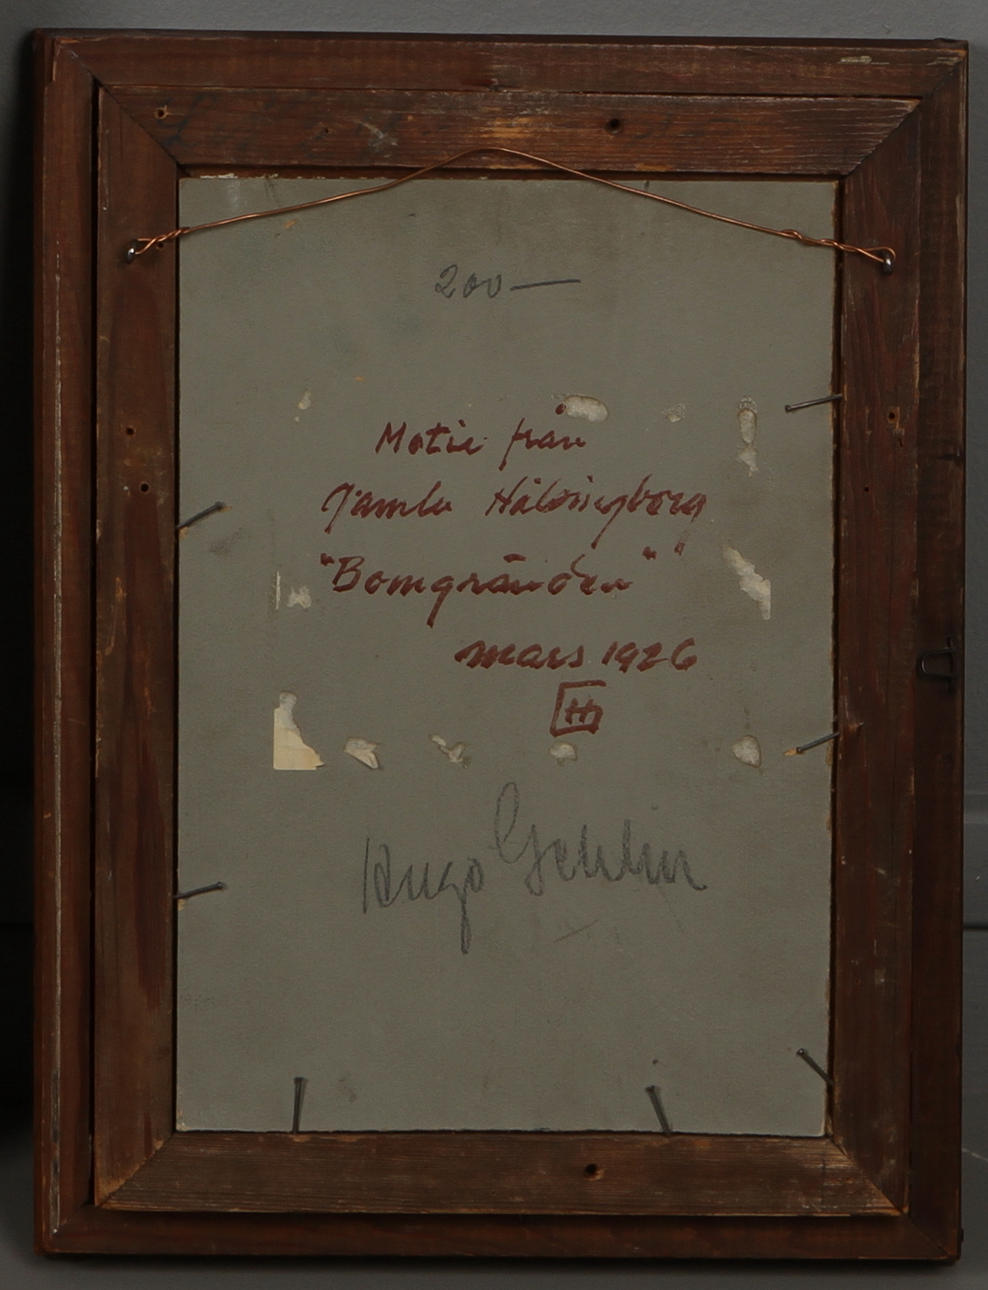 200 —
Motiv från
Gamla Hälsingborg
"Bomgränden"
mars 1926
Hugo Gehlin